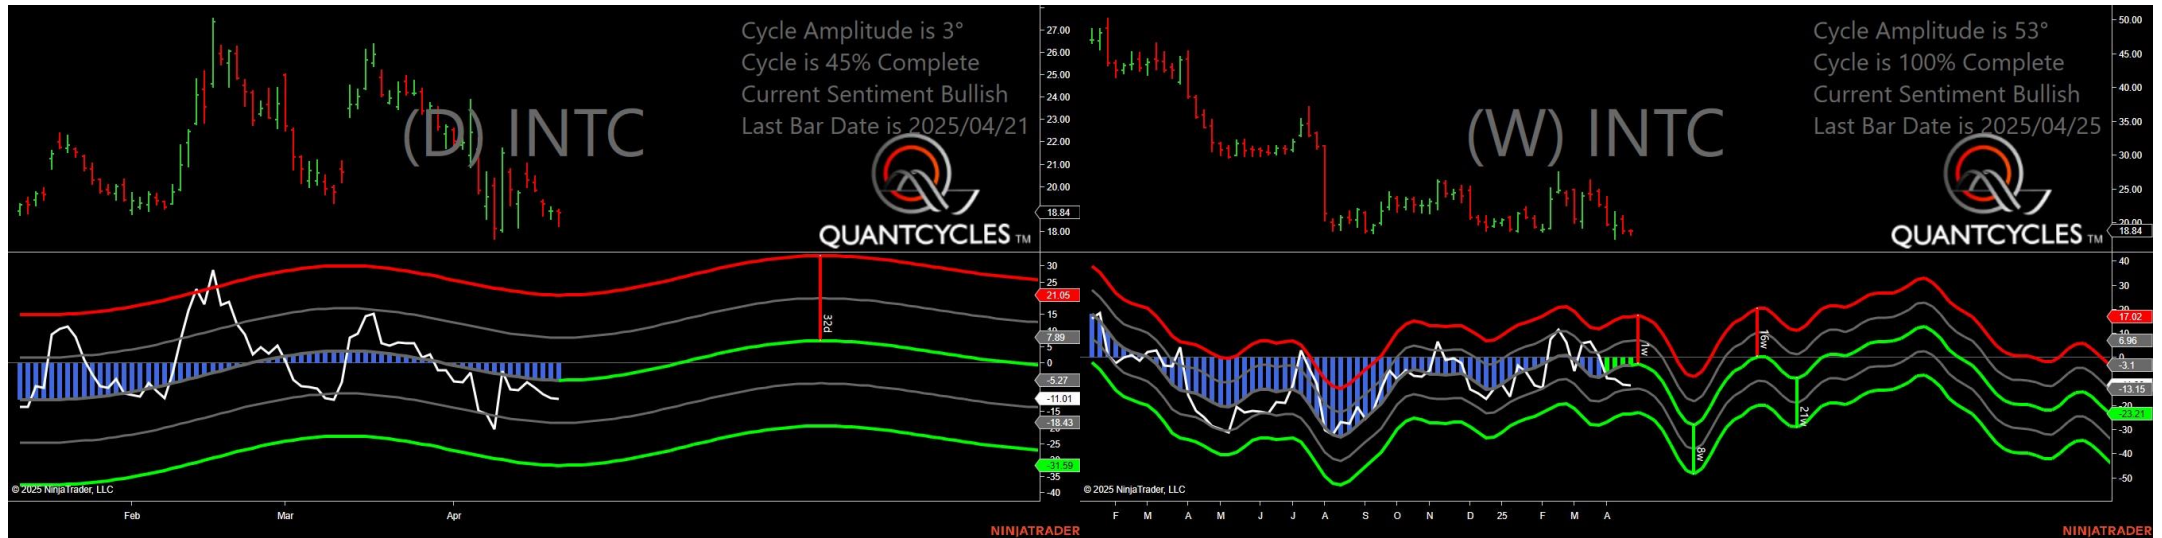 Cycle Amplitude is 3°
Cycle is 45% Complete
Current Sentiment Bullish
Last Bar Date is 2025/04/21
(D) INTC
QUANTCYCLES TM
27.00
26.00
25.00
24.00
23.00
22.00
21.00
20.00
18.84
18.00
30
25
21.05
15
7.89
5
0
-5.27
-11.01
-15
-18.43
-25
-31.59
-35
-40
32d
© 2025 NinjaTrader, LLC
Feb Mar Apr
NINJATRADER
Cycle Amplitude is 53°
Cycle is 100% Complete
Current Sentiment Bullish
Last Bar Date is 2025/04/25
(W) INTC
QUANTCYCLES TM
50.00
45.00
40.00
35.00
30.00
25.00
20.00
18.84
40
30
20
17.02
10
6.96
0
-3.1
-13.15
-20
-23.21
-30
-40
-50
1w
16w
8w
21w
© 2025 NinjaTrader, LLC
F M A M J J A S O N D 25 F M A
NINJATRADER